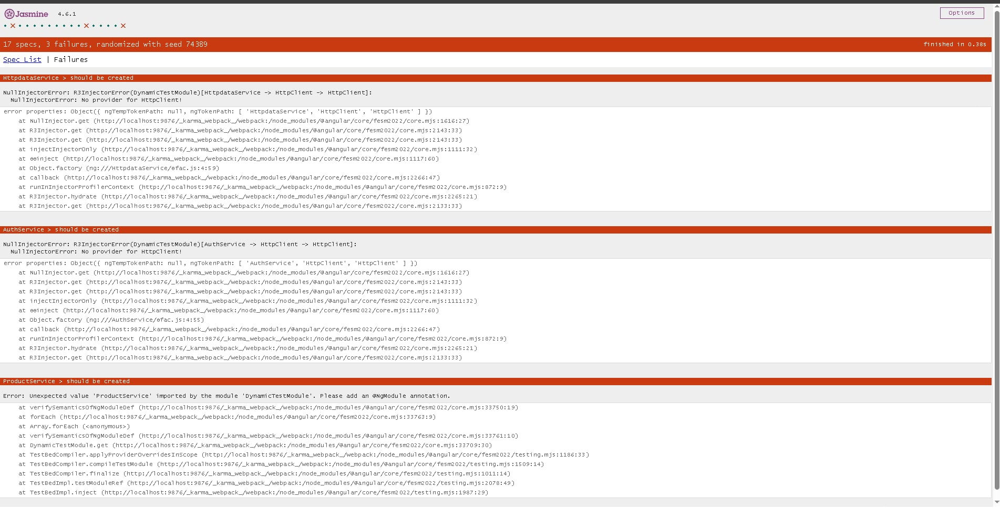 Jasmine 4.6.1
Options
17 specs, 3 failures, randomized with seed 74389
finished in 0.38s
Spec List | Failures
HttpdataService > should be created
NullInjectorError: R3InjectorError(DynamicTestModule)[HttpdataService -> HttpClient -> HttpClient]:
NullInjectorError: No provider for HttpClient!
error properties: Object({ ngTempTokenPath: null, ngTokenPath: [ 'HttpdataService', 'HttpClient', 'HttpClient' ] })
at NullInjector.get (http://localhost:9876/_karma_webpack_/webpack:/node_modules/@angular/core/fesm2022/core.mjs:1616:27)
at R3Injector.get (http://localhost:9876/_karma_webpack_/webpack:/node_modules/@angular/core/fesm2022/core.mjs:2143:33)
at R3Injector.get (http://localhost:9876/_karma_webpack_/webpack:/node_modules/@angular/core/fesm2022/core.mjs:2143:33)
at injectInjectorOnly (http://localhost:9876/_karma_webpack_/webpack:/node_modules/@angular/core/fesm2022/core.mjs:1111:32)
at ɵɵinject (http://localhost:9876/_karma_webpack_/webpack:/node_modules/@angular/core/fesm2022/core.mjs:1117:60)
at Object.factory (ng:///HttpdataService/ɵfac.js:4:59)
at callback (http://localhost:9876/_karma_webpack_/webpack:/node_modules/@angular/core/fesm2022/core.mjs:2266:47)
at runInInjectorProfilerContext (http://localhost:9876/_karma_webpack_/webpack:/node_modules/@angular/core/fesm2022/core.mjs:872:9)
at R3Injector.hydrate (http://localhost:9876/_karma_webpack_/webpack:/node_modules/@angular/core/fesm2022/core.mjs:2265:21)
at R3Injector.get (http://localhost:9876/_karma_webpack_/webpack:/node_modules/@angular/core/fesm2022/core.mjs:2133:33)
AuthService > should be created
NullInjectorError: R3InjectorError(DynamicTestModule)[AuthService -> HttpClient -> HttpClient]:
NullInjectorError: No provider for HttpClient!
error properties: Object({ ngTempTokenPath: null, ngTokenPath: [ 'AuthService', 'HttpClient', 'HttpClient' ] })
at NullInjector.get (http://localhost:9876/_karma_webpack_/webpack:/node_modules/@angular/core/fesm2022/core.mjs:1616:27)
at R3Injector.get (http://localhost:9876/_karma_webpack_/webpack:/node_modules/@angular/core/fesm2022/core.mjs:2143:33)
at R3Injector.get (http://localhost:9876/_karma_webpack_/webpack:/node_modules/@angular/core/fesm2022/core.mjs:2143:33)
at injectInjectorOnly (http://localhost:9876/_karma_webpack_/webpack:/node_modules/@angular/core/fesm2022/core.mjs:1111:32)
at ɵɵinject (http://localhost:9876/_karma_webpack_/webpack:/node_modules/@angular/core/fesm2022/core.mjs:1117:60)
at Object.factory (ng:///AuthService/ɵfac.js:4:55)
at callback (http://localhost:9876/_karma_webpack_/webpack:/node_modules/@angular/core/fesm2022/core.mjs:2266:47)
at runInInjectorProfilerContext (http://localhost:9876/_karma_webpack_/webpack:/node_modules/@angular/core/fesm2022/core.mjs:872:9)
at R3Injector.hydrate (http://localhost:9876/_karma_webpack_/webpack:/node_modules/@angular/core/fesm2022/core.mjs:2265:21)
at R3Injector.get (http://localhost:9876/_karma_webpack_/webpack:/node_modules/@angular/core/fesm2022/core.mjs:2133:33)
ProductService > should be created
Error: Unexpected value 'ProductService' imported by the module 'DynamicTestModule'. Please add an @NgModule annotation.
at verifySemanticsOfNgModuleDef (http://localhost:9876/_karma_webpack_/webpack:/node_modules/@angular/core/fesm2022/core.mjs:33750:19)
at forEach (http://localhost:9876/_karma_webpack_/webpack:/node_modules/@angular/core/fesm2022/core.mjs:33763:9)
at Array.forEach (<anonymous>)
at verifySemanticsOfNgModuleDef (http://localhost:9876/_karma_webpack_/webpack:/node_modules/@angular/core/fesm2022/core.mjs:33761:10)
at DynamicTestModule.get (http://localhost:9876/_karma_webpack_/webpack:/node_modules/@angular/core/fesm2022/core.mjs:33709:30)
at TestBedCompiler.applyProviderOverridesInScope (http://localhost:9876/_karma_webpack_/webpack:/node_modules/@angular/core/fesm2022/testing.mjs:1186:33)
at TestBedCompiler.compileTestModule (http://localhost:9876/_karma_webpack_/webpack:/node_modules/@angular/core/fesm2022/testing.mjs:1509:14)
at TestBedCompiler.finalize (http://localhost:9876/_karma_webpack_/webpack:/node_modules/@angular/core/fesm2022/testing.mjs:1011:14)
at TestBedImpl.testModuleRef (http://localhost:9876/_karma_webpack_/webpack:/node_modules/@angular/core/fesm2022/testing.mjs:2078:49)
at TestBedImpl.inject (http://localhost:9876/_karma_webpack_/webpack:/node_modules/@angular/core/fesm2022/testing.mjs:1987:29)